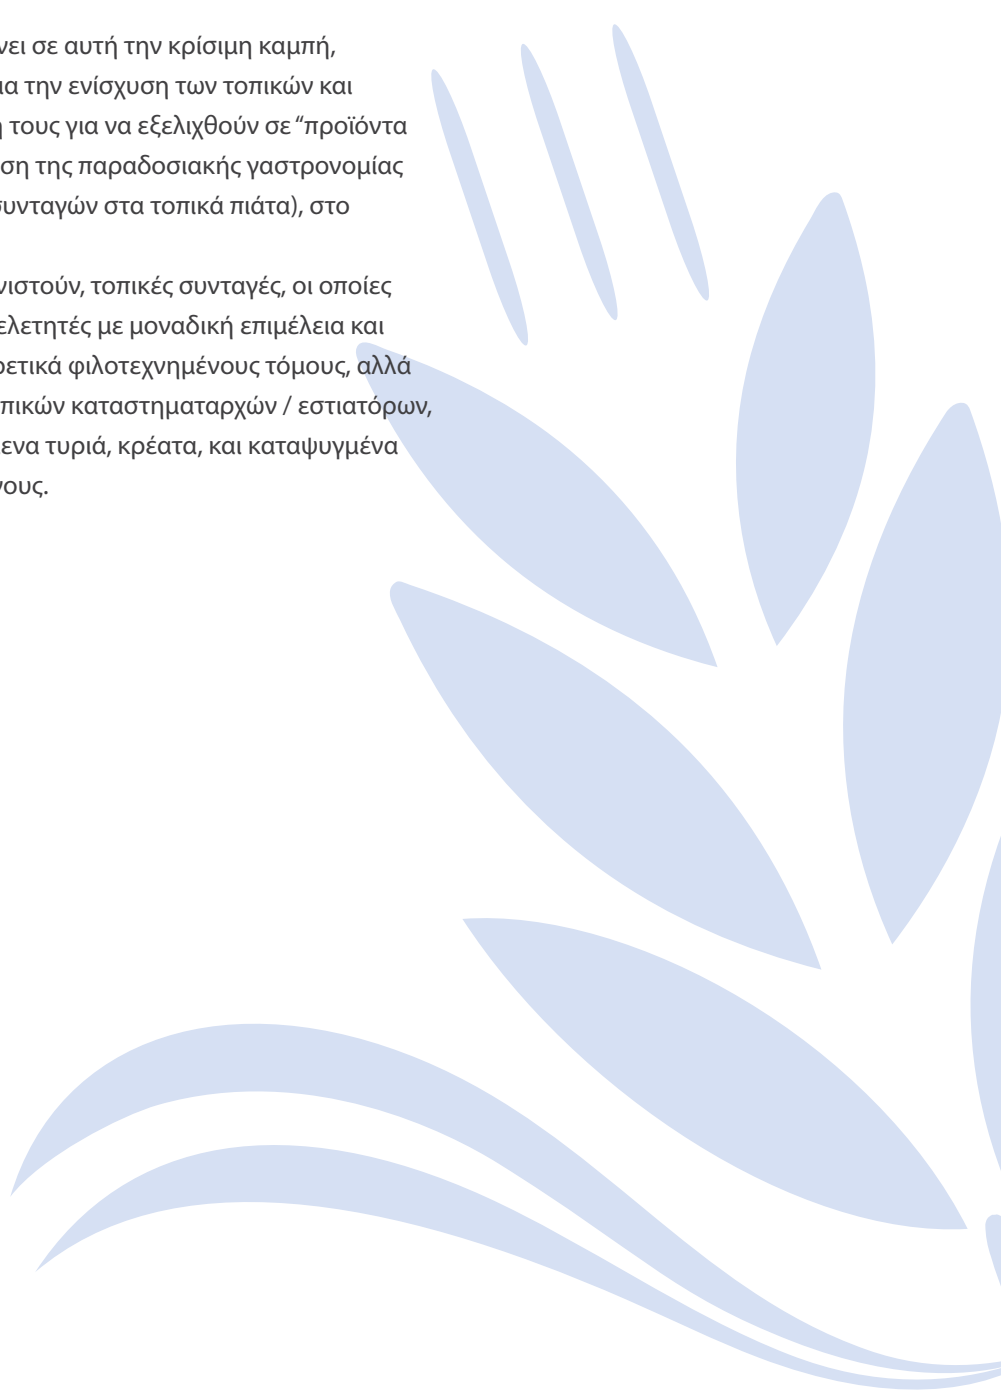 νει σε αυτή την κρίσιμη καμπή,
ια την ενίσχυση των τοπικών και
η τους για να εξελιχθούν σε “προϊόντα
ση της παραδοσιακής γαστρονομίας
συνταγών στα τοπικά πιάτα), στο
νιστούν, τοπικές συνταγές, οι οποίες
ελετητές με μοναδική επιμέλεια και
ρετικά φιλοτεχνημένους τόμους, αλλά
πικών καταστηματαρχών / εστιατόρων,
ενα τυριά, κρέατα, και καταψυγμένα
νους.